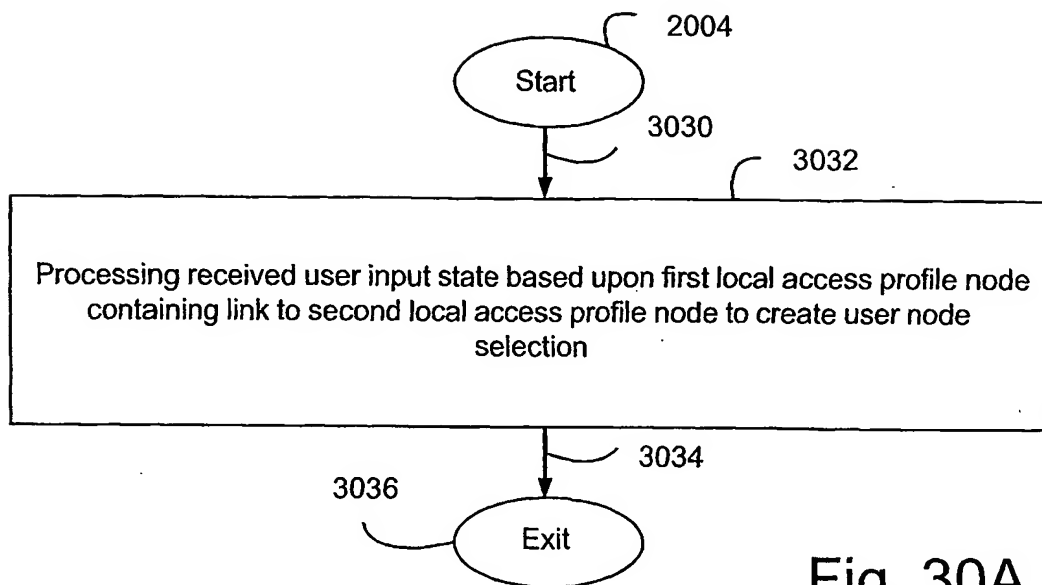 2004
Start
3030
3032
Processing received user input state based upon first local access profile node
containing link to second local access profile node to create user node
selection
3034
3036
Exit
Fig. 30A